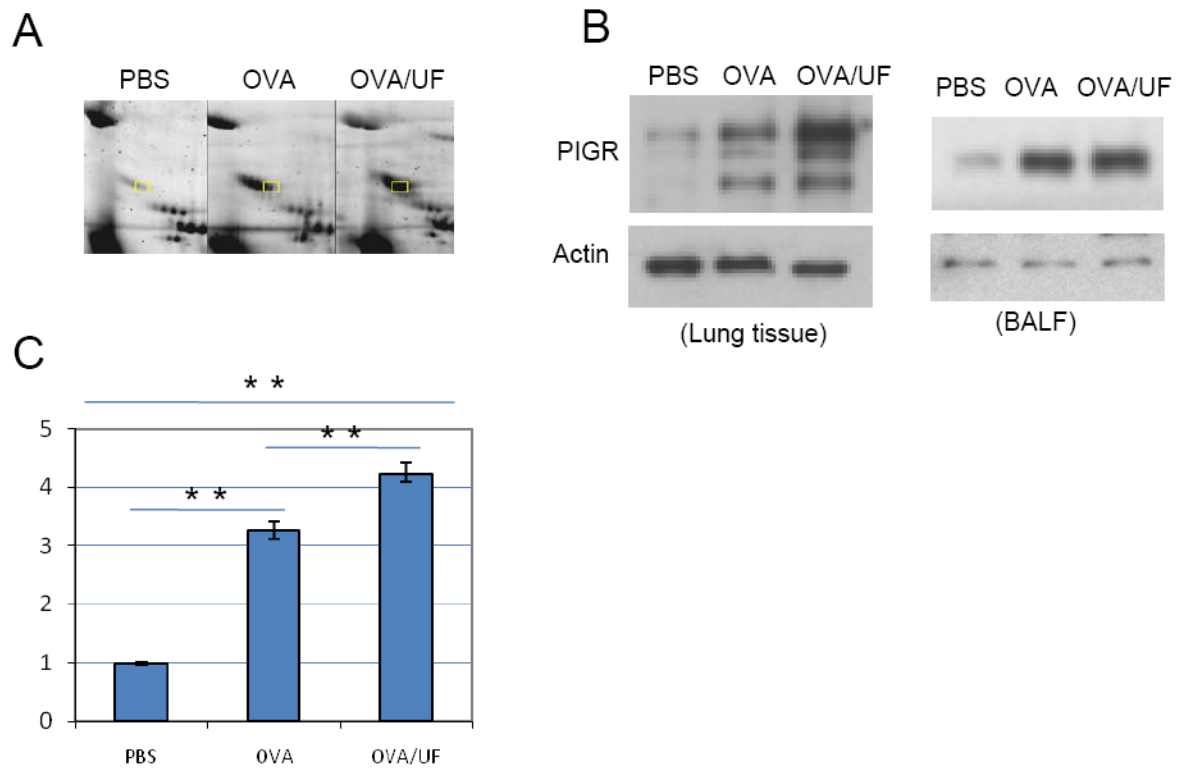 A
PBS OVA OVA/UF
B
PBS OVA OVA/UF
PIGR
Actin
(Lung tissue)
PBS OVA OVA/UF
(BALF)
C
* *
* *
* *
5
4
3
2
1
0
PBS OVA OVA/UF